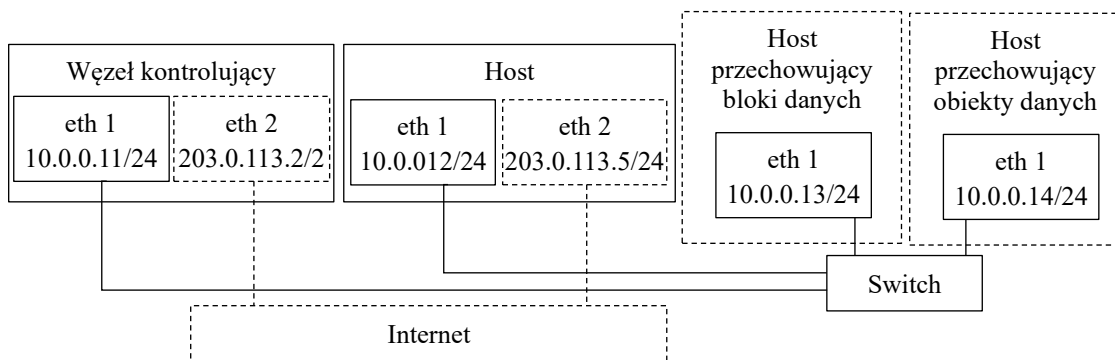 Węzeł kontrolujący
eth 1
10.0.0.11/24
eth 2
203.0.113.2/2
Host
eth 1
10.0.012/24
eth 2
203.0.113.5/24
Host
przechowujący
bloki danych
eth 1
10.0.0.13/24
Host
przechowujący
obiekty danych
eth 1
10.0.0.14/24
Switch
Internet